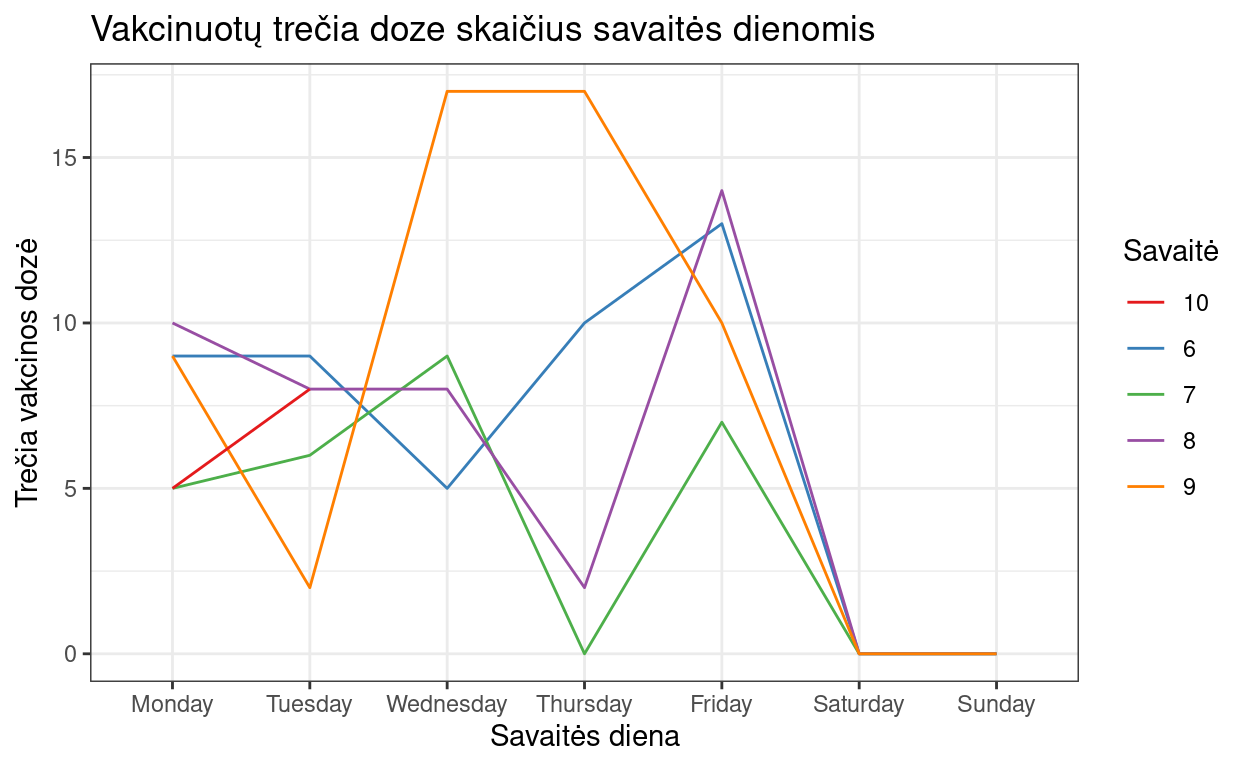 Vakcinuotų trečia doze skaičius savaitės dienomis
Trečia vakcinos dozė
15
10
5
0
Monday Tuesday Wednesday Thursday Friday Saturday Sunday
Savaitės diena
Savaitė
10
6
7
8
9